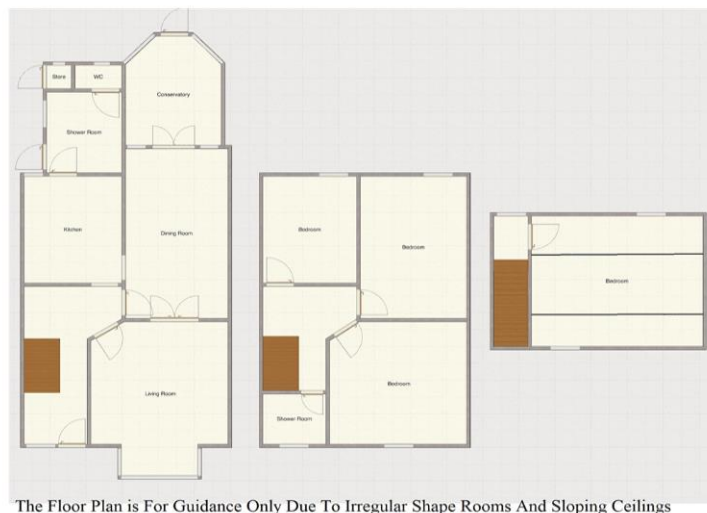 Store WC
Conservatory
Shower Room
Kitchen
Dining Room
Bedroom
Bedroom
Bedroom
Living Room
Bedroom
Shower Room
The Floor Plan is For Guidance Only Due To Irregular Shape Rooms And Sloping Ceilings